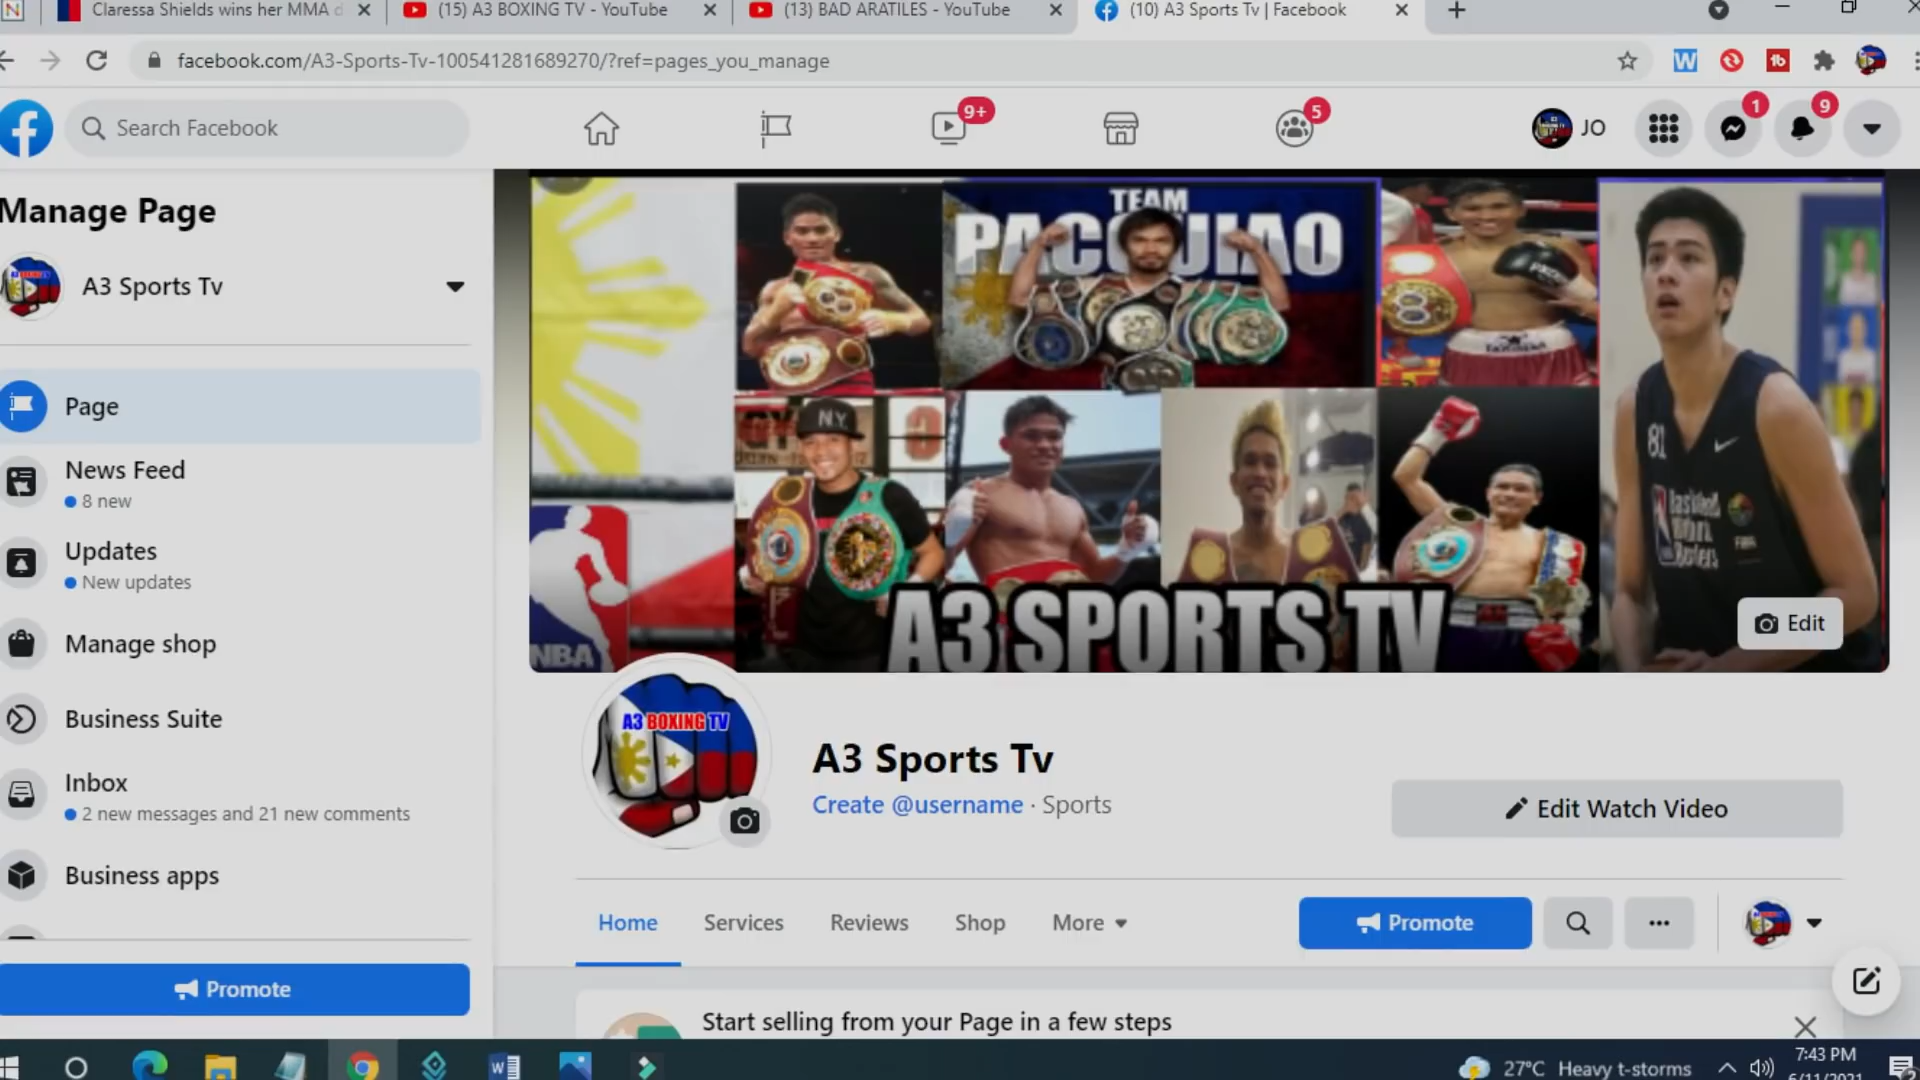 Claressa Shields wins her MMA d
(15) A3 BOXING TV - YouTube
(13) BAD ARATILES - YouTube
(10) A3 Sports Tv | Facebook
facebook.com/A3-Sports-Tv-100541281689270/?ref=pages_you_manage
Search Facebook
9+
5
JO
1
9
Manage Page
A3 Sports Tv
Page
News Feed
8 new
Updates
New updates
Manage shop
Business Suite
Inbox
2 new messages and 21 new comments
Business apps
Promote
TEAM
PACQUIAO
N.Y.
81
NBA
A3 SPORTS TV
Edit
A3 BOXING TV
A3 Sports Tv
Create @username · Sports
Edit Watch Video
Home
Services
Reviews
Shop
More
Promote
Start selling from your Page in a few steps
27°C Heavy t-storms
7:43 PM
6/11/2021